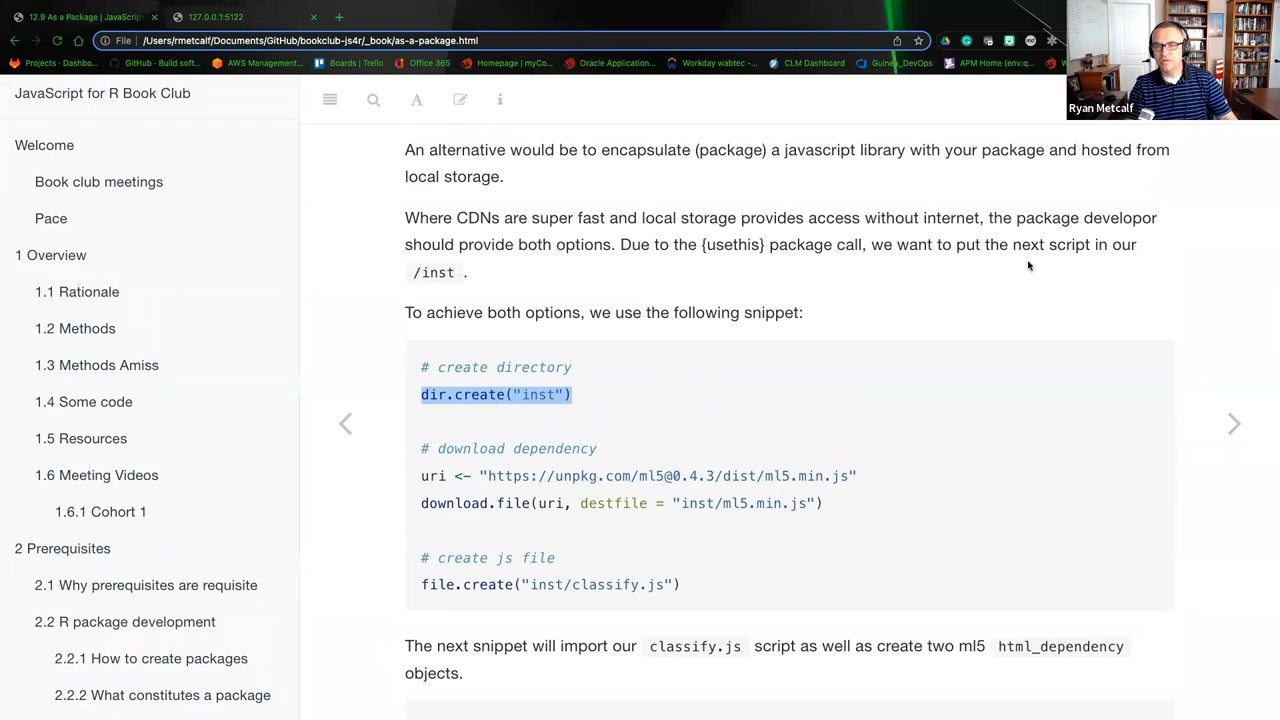 12.9 As a Package | JavaScrip
127.0.0.1:5122
File
/Users/rmetcalf/Documents/GitHub/bookclub-js4r/_book/as-a-package.html
Projects · Dashbo...
GitHub · Build soft...
AWS Management...
Boards | Trello
Office 365
Homepage | myCo...
Oracle Application...
Workday wabtec -...
CLM Dashboard
APM Home (env:q...
Ryan Metcalf
JavaScript for R Book Club
Welcome
Book club meetings
Pace
1 Overview
1.1 Rationale
1.2 Methods
1.3 Methods Amiss
1.4 Some code
1.5 Resources
1.6 Meeting Videos
1.6.1 Cohort 1
2 Prerequisites
2.1 Why prerequisites are requisite
2.2 R package development
2.2.1 How to create packages
2.2.2 What constitutes a package
An alternative would be to encapsulate (package) a javascript library with your package and hosted from
local storage.
Where CDNs are super fast and local storage provides access without internet, the package developor
should provide both options. Due to the {usethis} package call, we want to put the next script in our
/inst .
To achieve both options, we use the following snippet:
# create directory
dir.create("inst")
# download dependency
uri <- "https://unpkg.com/ml5@0.4.3/dist/ml5.min.js"
download.file(uri, destfile = "inst/ml5.min.js")
# create js file
file.create("inst/classify.js")
The next snippet will import our classify.js script as well as create two ml5 html_dependency
objects.